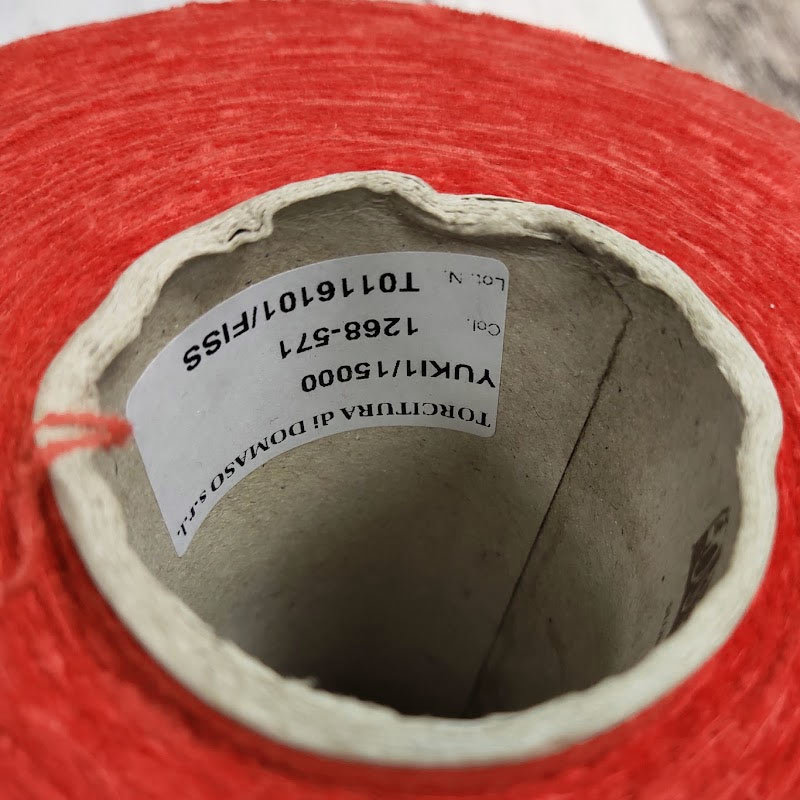 TORCITURA di DOMASO s.r.l.
YUKI1/15000
Col. 1268-571
Lot. N. T0116101/FISS